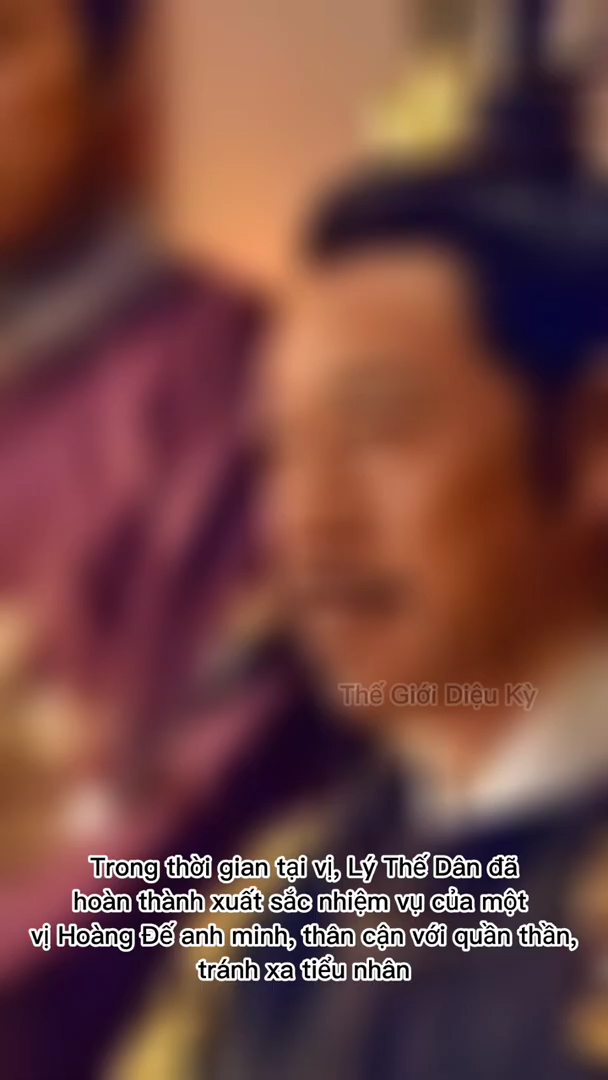 Thế Giới Diệu Kỳ
Trong thời gian tại vị, Lý Thế Dân đã
hoàn thành xuất sắc nhiệm vụ của một
vị Hoàng Đế anh minh, thân cận với quần thần,
tránh xa tiểu nhân